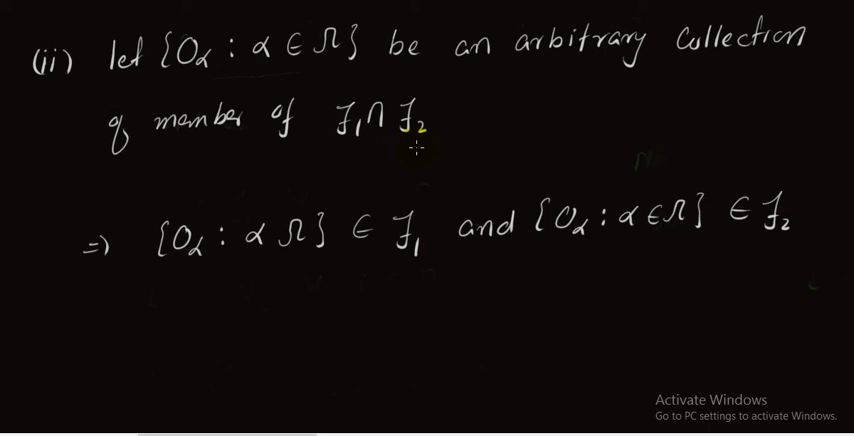 (ii) let {Oα : α ∈ Ω} be an arbitrary collection
of member of J₁ ∩ J₂
=> {Oα : α Ω} ∈ J₁ and {Oα : α ∈ Ω} ∈ J₂
Activate Windows
Go to PC settings to activate Windows.